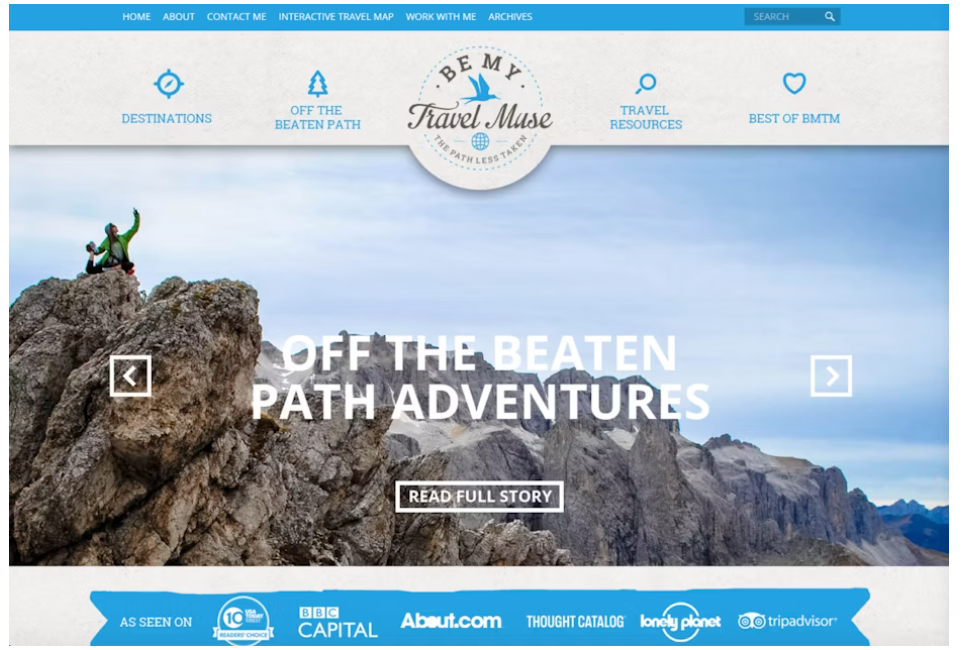 HOME ABOUT CONTACT ME INTERACTIVE TRAVEL MAP WORK WITH ME ARCHIVES SEARCH
DESTINATIONS
OFF THE
BEATEN PATH
BE MY
Travel Muse
THE PATH LESS TAKEN
TRAVEL
RESOURCES
BEST OF BMTM
OFF THE BEATEN
PATH ADVENTURES
READ FULL STORY
AS SEEN ON
10
USA
TODAY
READERS' CHOICE
BBC
CAPITAL
About.com
THOUGHT CATALOG
lonely planet
tripadvisor